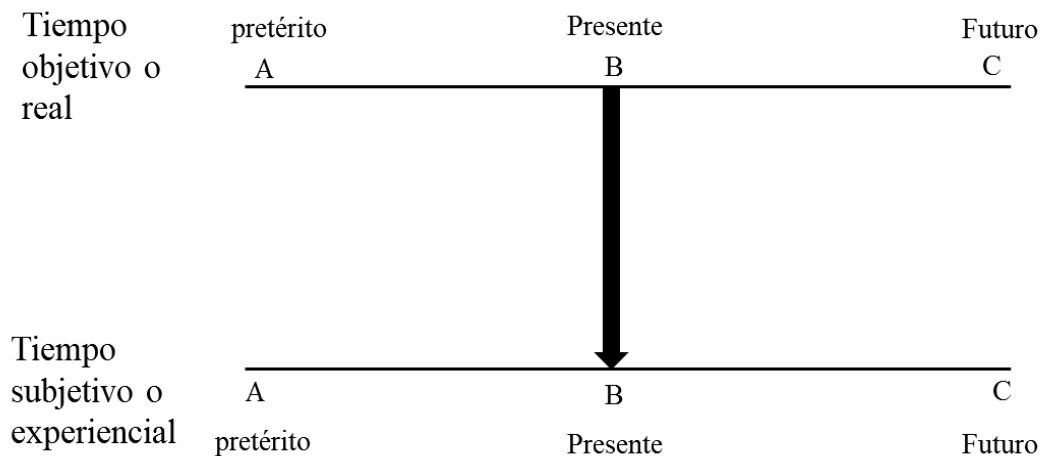 Tiempo
objetivo o
real
pretérito Presente Futuro
A B C
Tiempo
subjetivo o
experiencial
A B C
pretérito Presente Futuro